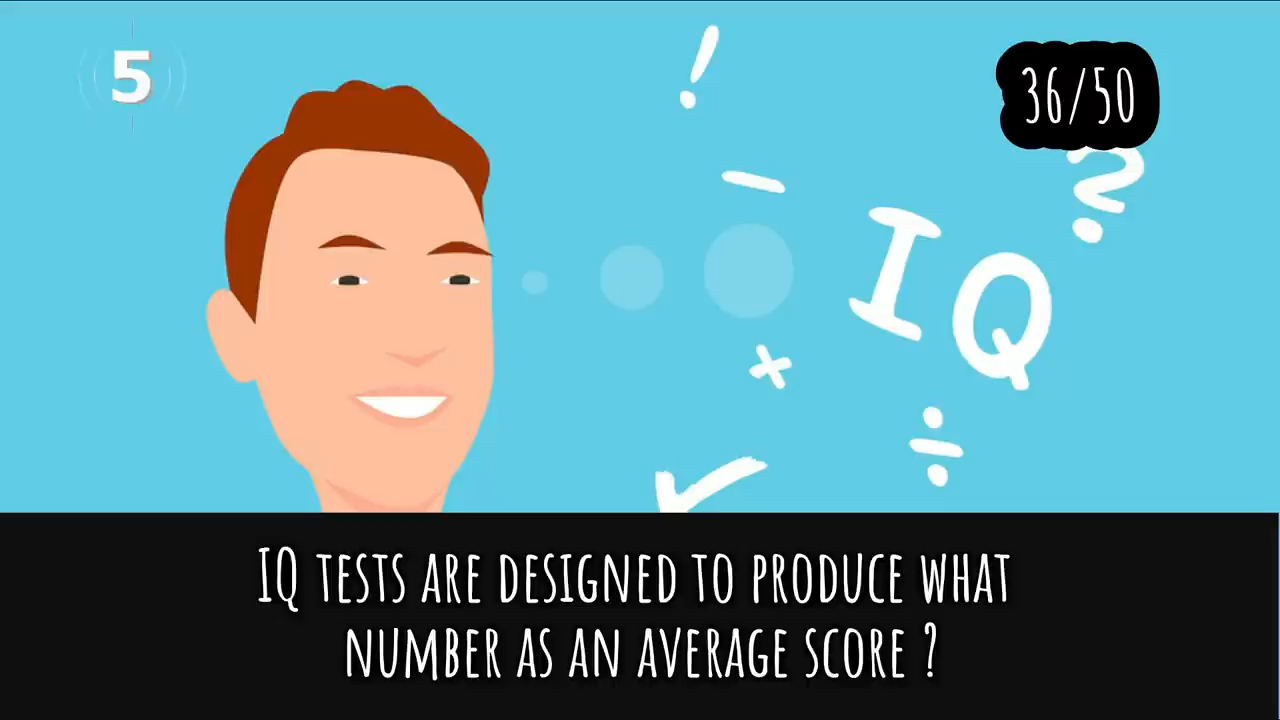 5
36/50
!
–
?
IQ
×
÷
✓
IQ TESTS ARE DESIGNED TO PRODUCE WHAT
NUMBER AS AN AVERAGE SCORE ?